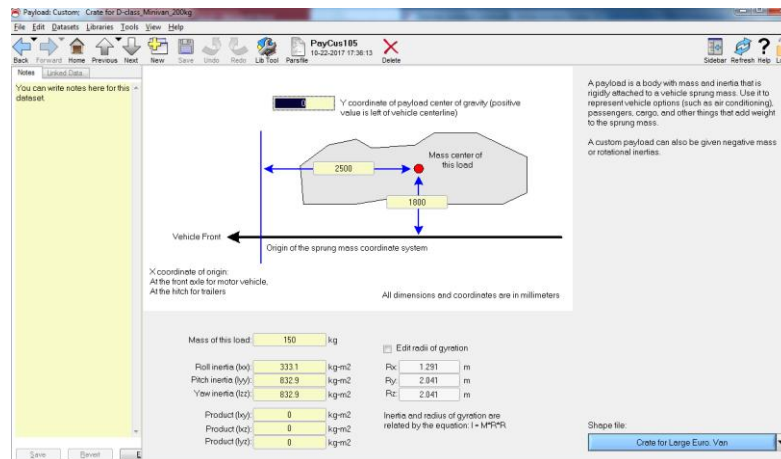 Payload: Custom; Crate for D-class_Minivan_200kg
File Edit Datasets Libraries Tools View Help
Back Forward Home Previous Next New Save Undo Redo Lib Tool Parsfile Delete Sidebar Refresh Help
PayCus105
10-22-2017 17:36:13
Notes Linked Data
You can write notes here for this
dataset.
0
Y coordinate of payload center of gravity (positive
value is left of vehicle centerline)
Mass center of
this load
2500
1800
Vehicle Front
Origin of the sprung mass coordinate system
X coordinate of origin:
At the front axle for motor vehicle,
At the hitch for trailers
All dimensions and coordinates are in millimeters
A payload is a body with mass and inertia that is
rigidly attached to a vehicle sprung mass. Use it to
represent vehicle options (such as air conditioning),
passengers, cargo, and other things that add weight
to the sprung mass.
A custom payload can also be given negative mass
or rotational inertias.
Mass of this load: 150 kg
Edit radii of gyration
Roll inertia (Ixx): 333.1 kg-m2 Rx: 1.291 m
Pitch inertia (Iyy): 832.9 kg-m2 Ry: 2.041 m
Yaw inertia (Izz): 832.9 kg-m2 Rz: 2.041 m
Product (Ixy): 0 kg-m2
Product (Ixz): 0 kg-m2
Product (Iyz): 0 kg-m2
Inertia and radius of gyration are
related by the equation: I = M*R*R
Shape file:
Crate for Large Euro. Van
Save Revert